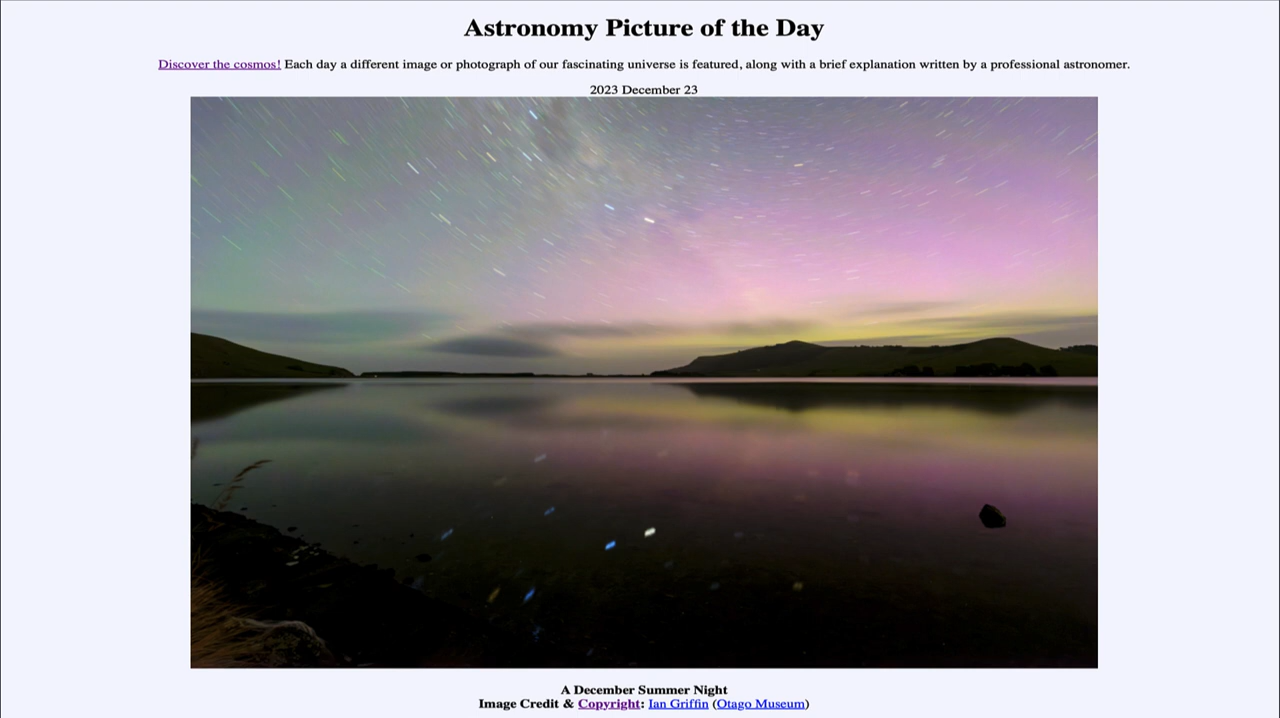 Astronomy Picture of the Day
Discover the cosmos! Each day a different image or photograph of our fascinating universe is featured, along with a brief explanation written by a professional astronomer.
2023 December 23
A December Summer Night
Image Credit & Copyright: Ian Griffin (Otago Museum)